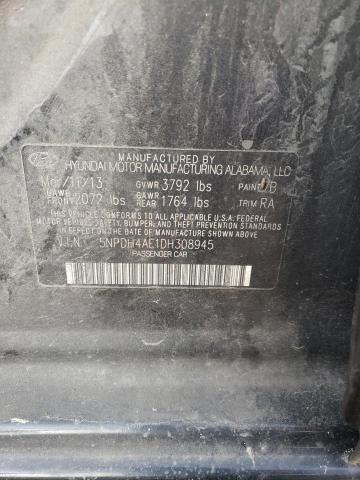 MANUFACTURED BY
HYUNDAI MOTOR MANUFACTURING ALABAMA, LLC
GVWR 3792 lbs PAINT
GAWR FRONT 2072 lbs GAWR REAR 1764 lbs TRIM RA
THIS VEHICLE CONFORMS TO ALL APPLICABLE U.S.A. FEDERAL
MOTOR VEHICLE SAFETY, BUMPER, AND THEFT
PREVENTION STANDARDS IN EFFECT ON THE
DATE OF MANUFACTURE SHOWN ABOVE
V.I.N. : 5NPDH4AE1DH308945
PASSENGER CAR